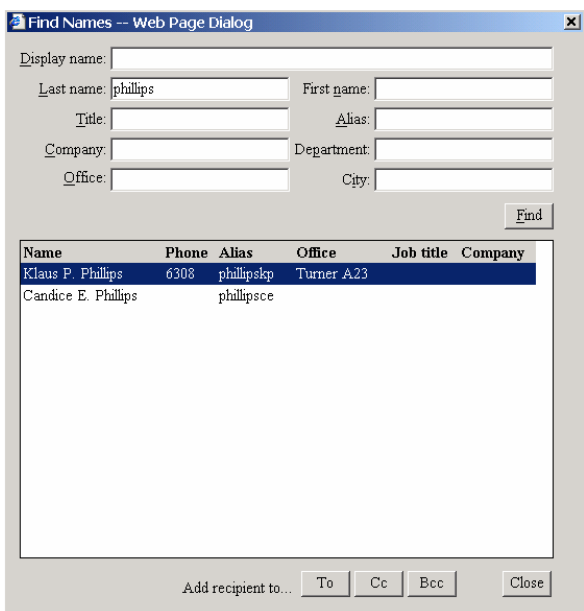 Find Names -- Web Page Dialog
Display name:
Last name: phillips First name:
Title: Alias:
Company: Department:
Office: City:
Find
Name Phone Alias Office Job title Company
Klaus P. Phillips 6308 phillipskp Turner A23
Candice E. Phillips phillipsce
Add recipient to... To Cc Bcc Close